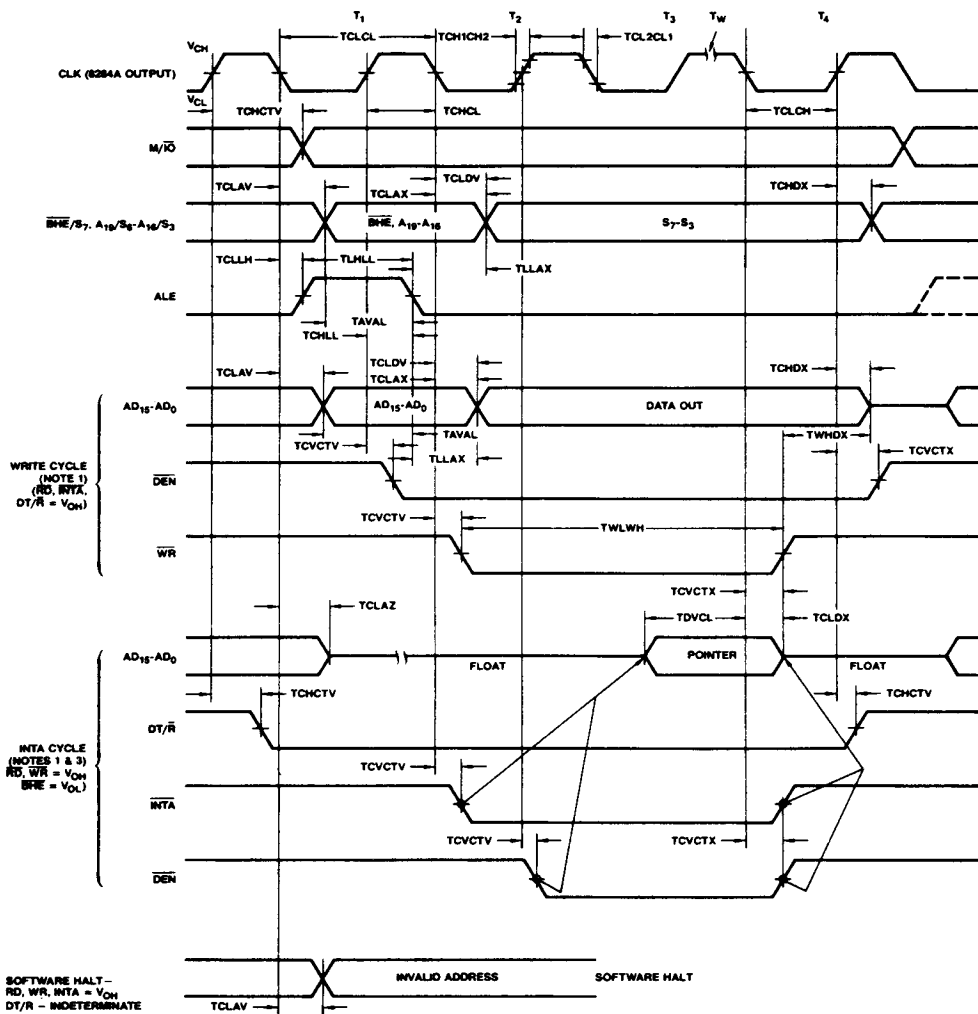 T1 T2 T3 TW T4
TCLCL TCH1CH2 TCL2CL1
VCH
CLK (8284A OUTPUT)
VCL
TCHCTV TCHCL TCLCH
M/IO
TCLDV
TCLAV TCLAX TCHDX
BHE/S7, A19/S6-A16/S3 BHE, A19-A16 S7-S3
TCLLH TLHLL TLLAX
ALE
TAVAL
TCHLL
TCLDV
TCLAV TCLAX TCHDX
AD15-AD0 AD15-AD0 DATA OUT
TCVCTV TAVAL TWHDX
TLLAX TCVCTX
WRITE CYCLE
(NOTE 1)
(RD, INTA,
DT/R = VOH)
DEN
TCVCTV TWLWH
WR
TCVCTX
TCLAZ TDVCL TCLDX
AD15-AD0 FLOAT POINTER FLOAT
TCHCTV TCHCTV
DT/R
INTA CYCLE
(NOTES 1 & 3)
RD, WR = VOH
BHE = VOL)
TCVCTV
INTA
TCVCTV TCVCTX
DEN
SOFTWARE HALT–
RD, WR, INTA = VOH
DT/R – INDETERMINATE
INVALID ADDRESS SOFTWARE HALT
TCLAV